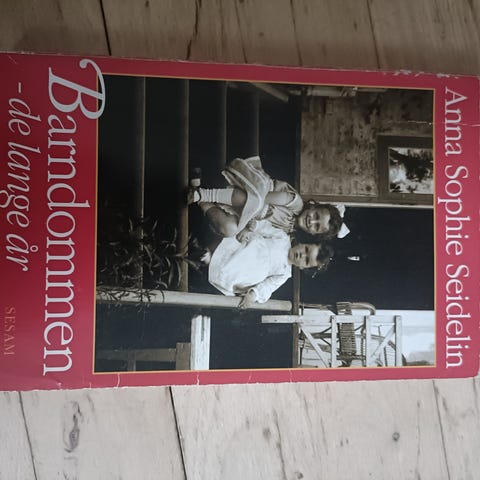 Anna Sophie Seidelin
Barndommen
- de lange år
SESAM